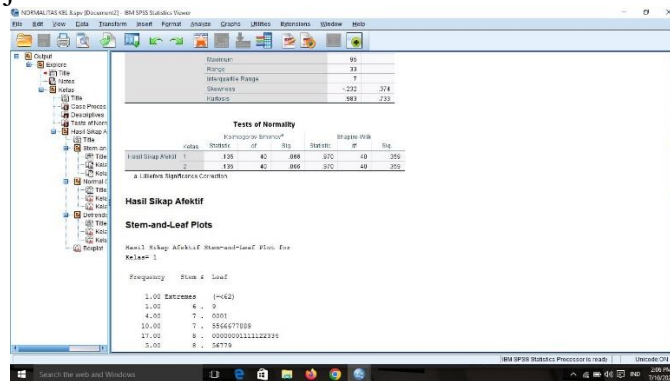 NORMALITAS KEL 8.spv [Document2] - IBM SPSS Statistics Viewer
File Edit View Data Transform Insert Format Analyze Graphs Utilities Extensions Window Help
Output
Explore
Title
Notes
Kelas
Title
Case Proces
Descriptives
Tests of Norm
Hasil Sikap A
Title
Stem-an
Title
Kela
Kela
Normal
Title
Kela
Kela
Detrende
Title
Kela
Kela
Boxplot
Maximum 95
Range 33
Interquartile Range 7
Skewness -.232 .374
Kurtosis .983 .733
Tests of Normality
Kolmogorov-Smirnov a Shapiro-Wilk
Kelas Statistic df Sig. Statistic df Sig.
Hasil Sikap Afektif 1 .135 40 .066 .970 40 .359
2 .135 40 .066 .970 40 .359
a. Lilliefors Significance Correction
Hasil Sikap Afektif
Stem-and-Leaf Plots
Hasil Sikap Afektif Stem-and-Leaf Plot for
Kelas= 1
Frequency Stem & Leaf
1.00 Extremes (=<62)
1.00 6 . 9
4.00 7 . 0001
10.00 7 . 5566677889
17.00 8 .
5.00 8 . 56779
IBM SPSS Statistics Processor is ready Unicode:ON
Search the web and Windows
IND